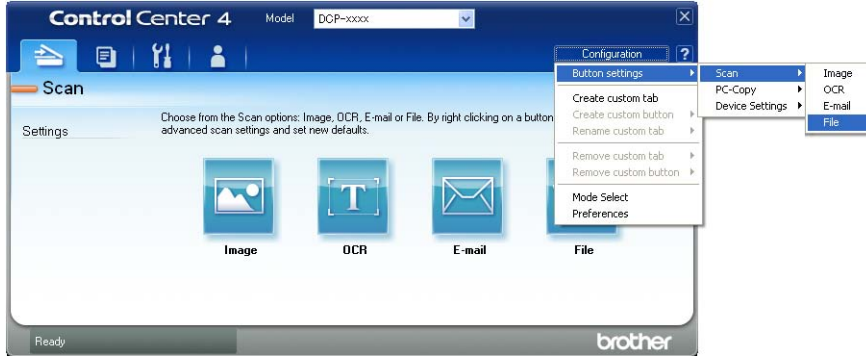 Control Center 4 Model DCP-xxxx
Configuration ?
Scan
Settings
Choose from the Scan options: Image, OCR, E-mail or File. By right clicking on a button
advanced scan settings and set new defaults.
Button settings
Create custom tab
Create custom button
Rename custom tab
Remove custom tab
Remove custom button
Mode Select
Preferences
Scan
PC-Copy
Device Settings
Image
OCR
E-mail
File
T
Image OCR E-mail File
Ready brother